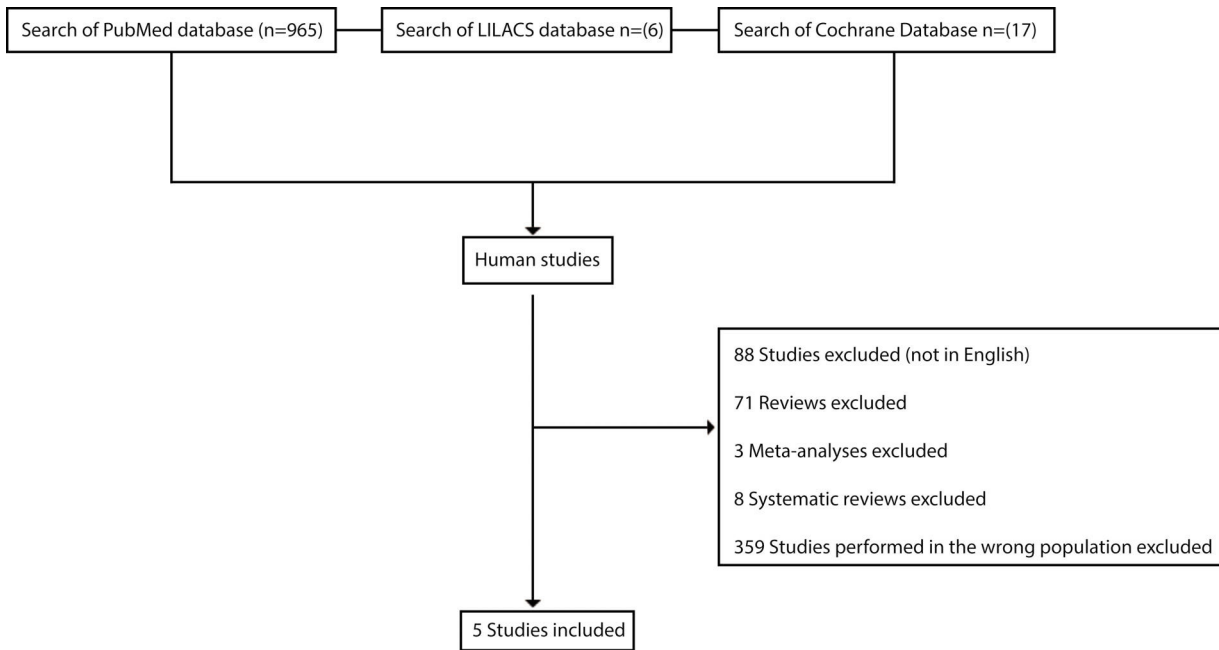 Search of PubMed database (n=965)
Search of LILACS database n=(6)
Search of Cochrane Database n=(17)
Human studies
88 Studies excluded (not in English)
71 Reviews excluded
3 Meta-analyses excluded
8 Systematic reviews excluded
359 Studies performed in the wrong population excluded
5 Studies included